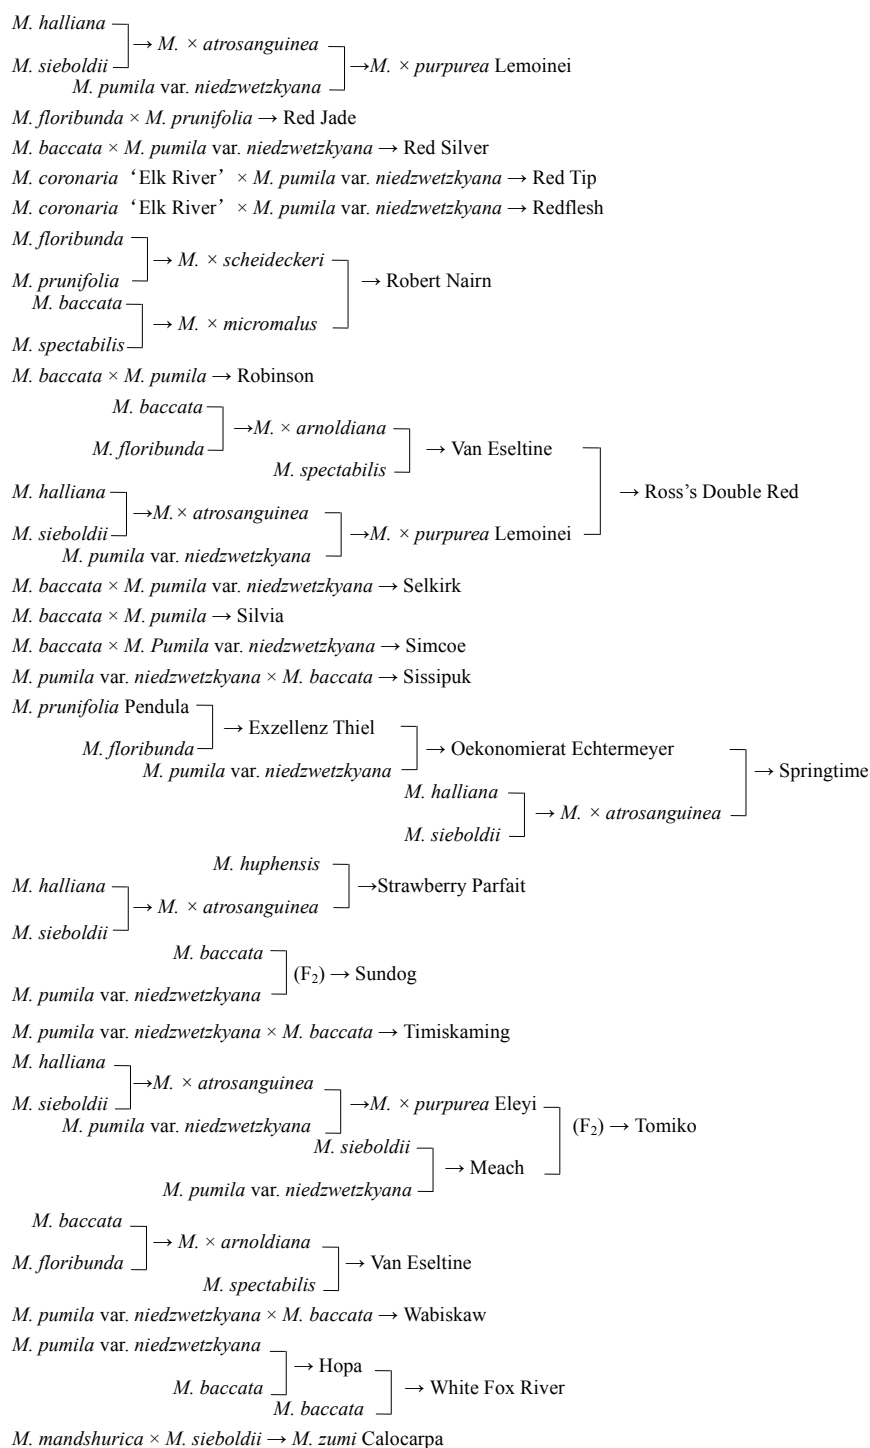 M. halliana
→ M. × atrosanguinea
M. sieboldii
→M. × purpurea Lemoinei
M. pumila var. niedzwetzkyana
M. floribunda × M. prunifolia → Red Jade
M. baccata × M. pumila var. niedzwetzkyana → Red Silver
M. coronaria ‘Elk River’ × M. pumila var. niedzwetzkyana → Red Tip
M. coronaria ‘Elk River’ × M. pumila var. niedzwetzkyana → Redflesh
M. floribunda
→ M. × scheideckeri
M. prunifolia
→ Robert Nairn
M. baccata
→ M. × micromalus
M. spectabilis
M. baccata × M. pumila → Robinson
M. baccata
→M. × arnoldiana
M. floribunda
→ Van Eseltine
M. spectabilis
M. halliana
→ Ross’s Double Red
→M. × atrosanguinea
M. sieboldii
→M. × purpurea Lemoinei
M. pumila var. niedzwetzkyana
M. baccata × M. pumila var. niedzwetzkyana → Selkirk
M. baccata × M. pumila → Silvia
M. baccata × M. Pumila var. niedzwetzkyana → Simcoe
M. pumila var. niedzwetzkyana × M. baccata → Sissipuk
M. prunifolia Pendula
→ Exzellenz Thiel
M. floribunda
→ Oekonomierat Echtermeyer
M. pumila var. niedzwetzkyana
→ Springtime
M. halliana
→ M. × atrosanguinea
M. sieboldii
M. huphensis
M. halliana
→Strawberry Parfait
→ M. × atrosanguinea
M. sieboldii
M. baccata
(F₂) → Sundog
M. pumila var. niedzwetzkyana
M. pumila var. niedzwetzkyana × M. baccata → Timiskaming
M. halliana
→M. × atrosanguinea
M. sieboldii
→M. × purpurea Eleyi
M. pumila var. niedzwetzkyana
(F₂) → Tomiko
M. sieboldii
→ Meach
M. pumila var. niedzwetzkyana
M. baccata
→ M. × arnoldiana
M. floribunda
→ Van Eseltine
M. spectabilis
M. pumila var. niedzwetzkyana × M. baccata → Wabiskaw
M. pumila var. niedzwetzkyana
→ Hopa
M. baccata
→ White Fox River
M. baccata
M. mandshurica × M. sieboldii → M. zumi Calocarpa